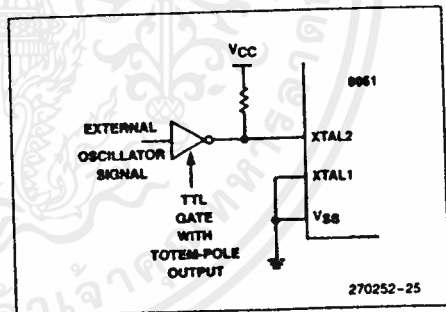 VCC
8051
EXTERNAL
OSCILLATOR
SIGNAL
XTAL2
XTAL1
VSS
TTL
GATE
WITH
TOTEM-POLE
OUTPUT
270252-25